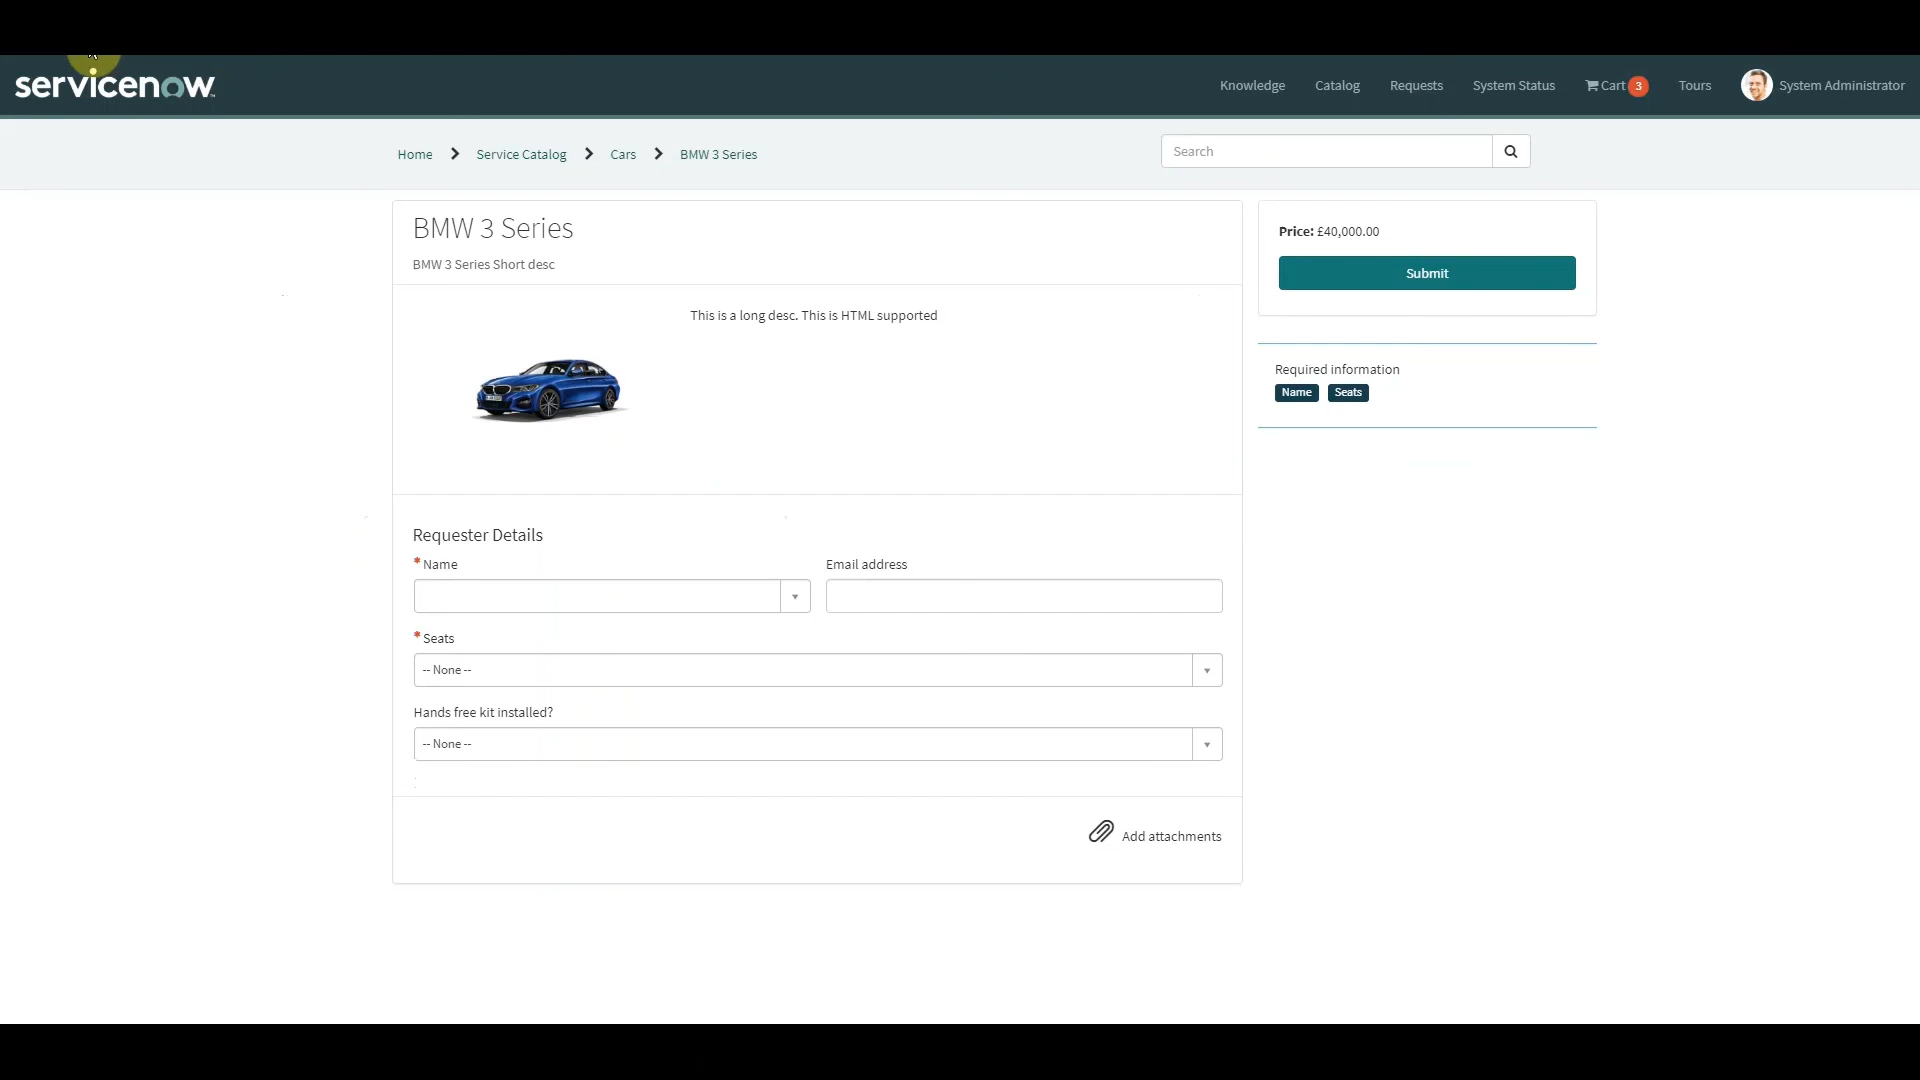 servicenow
Knowledge Catalog Requests System Status Cart 3 Tours System Administrator
Home Service Catalog Cars BMW 3 Series
Search
BMW 3 Series
BMW 3 Series Short desc
Price: £40,000.00
Submit
This is a long desc. This is HTML supported
Required information
Name Seats
Requester Details
* Name Email address
* Seats
-- None --
Hands free kit installed?
-- None --
Add attachments